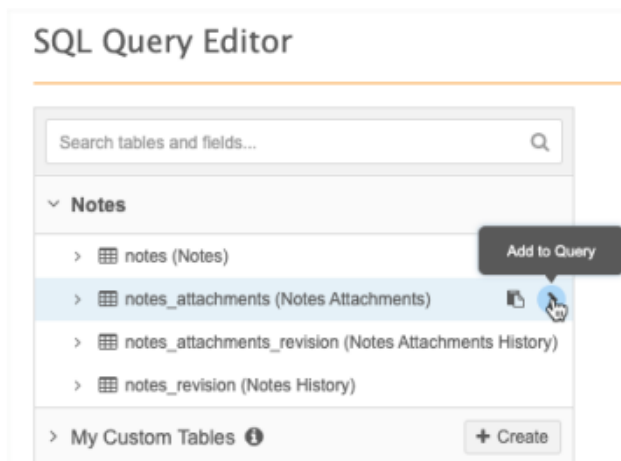 SQL Query Editor
Search tables and fields...
Notes
Add to Query
notes (Notes)
notes_attachments (Notes Attachments)
notes_attachments_revision (Notes Attachments History)
notes_revision (Notes History)
My Custom Tables
+ Create